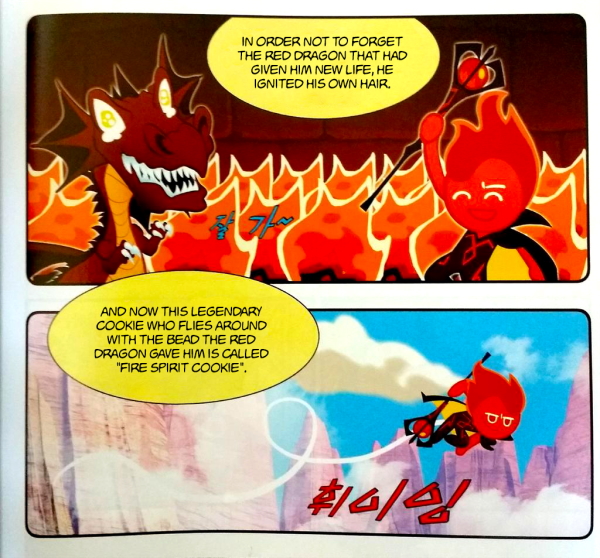 IN ORDER NOT TO FORGET
THE RED DRAGON THAT HAD
GIVEN HIM NEW LIFE, HE
IGNITED HIS OWN HAIR.
잘 가~
AND NOW THIS LEGENDARY
COOKIE WHO FLIES AROUND
WITH THE BEAD THE RED
DRAGON GAVE HIM IS CALLED
"FIRE SPIRIT COOKIE".
휘이잉!